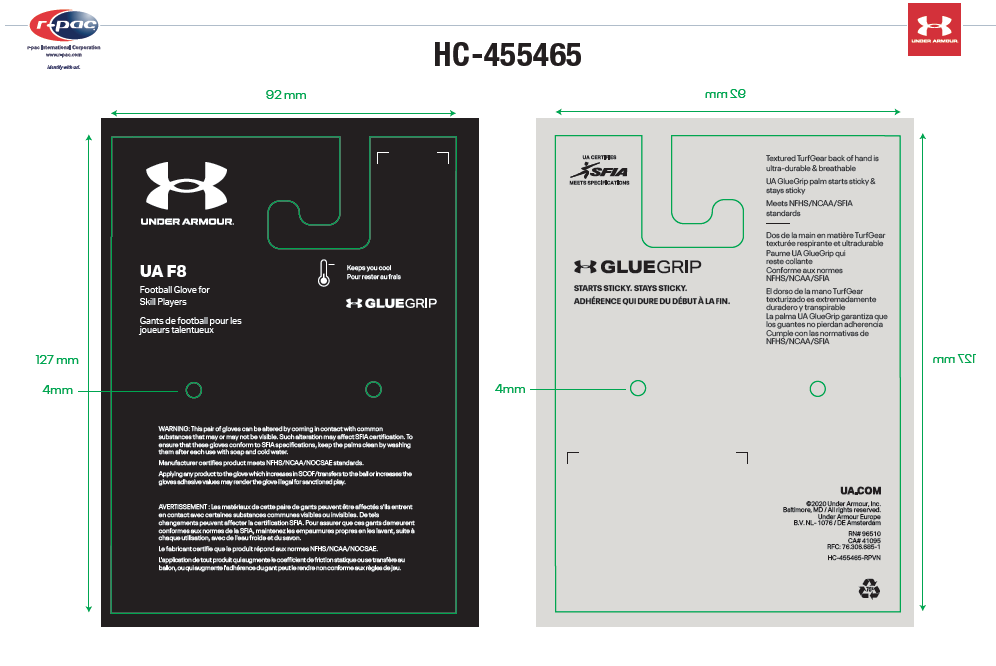 r-pac
r-pac International Corporation
www.r-pac.com
Identify with us!.
UNDER ARMOUR.
HC-455465
92 mm
127 mm
4mm
UNDER ARMOUR.
UA F8
Football Glove for
Skill Players
Gants de football pour les
joueurs talentueux
Keeps you cool
Pour rester au frais
GLUEGRIP
WARNING: This pair of gloves can be altered by coming in contact with common
substances that may or may not be visible. Such alteration may affect SFIA certification. To
ensure that these gloves conform to SFIA specifications, keep the palms clean by washing
them after each use with soap and cold water.
Manufacturer certifies product meets NFHS/NCAA/NOCSAE standards.
Applying any product to the glove which increases in SCOF/transfers to the ball or increases the
gloves adhesive values may render the glove illegal for sanctioned play.
AVERTISSEMENT : Les matériaux de cette paire de gants peuvent être affectés s'ils entrent
en contact avec certaines substances communes visibles ou invisibles. De tels
changements peuvent affecter la certification SFIA. Pour assurer que ces gants demeurent
conformes aux normes de la SFIA, maintenez les empaumures propres en les lavant, suite à
chaque utilisation, avec de l'eau froide et du savon.
Le fabricant certifie que le produit répond aux normes NFHS/NCAA/NOCSAE.
L'application de tout produit qui augmente le coefficient de friction statique ou se transfère au
ballon, ou qui augmente l'adhérence du gant peut le rendre non conforme aux règles de jeu.
92 mm
127 mm
4mm
UA CERTIFIES
SFIA
MEETS SPECIFICATIONS
GLUEGRIP
STARTS STICKY. STAYS STICKY.
ADHÉRENCE QUI DURE DU DÉBUT À LA FIN.
Textured TurfGear back of hand is
ultra-durable & breathable
UA GlueGrip palm starts sticky &
stays sticky
Meets NFHS/NCAA/SFIA
standards
Dos de la main en matière TurfGear
texturée respirante et ultradurable
Paume UA GlueGrip qui
reste collante
Conforme aux normes
NFHS/NCAA/SFIA
El dorso de la mano TurfGear
texturizado es extremadamente
duradero y transpirable
La palma UA GlueGrip garantiza que
los guantes no pierdan adherencia
Cumple con las normativas de
NFHS/NCAA/SFIA
UA.COM
©2020 Under Armour, Inc.
Baltimore, MD / All rights reserved.
Under Armour Europe
B.V. NL- 1076 / DE Amsterdam
RN# 96510
CA# 41095
RFC: 76.306.665-1
HC-455465-RPVN